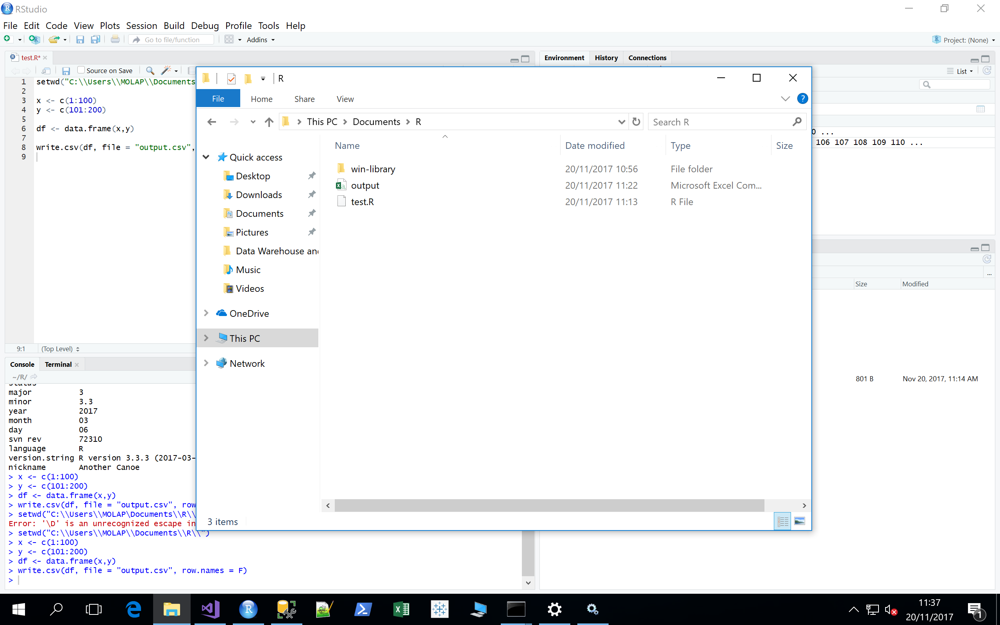 RStudio
File Edit Code View Plots Session Build Debug Profile Tools Help
Go to file/function
Addins
Project: (None)
test.R*
Source on Save
1 setwd("C:\\Users\\MOLAP\\Documents
2
3 x <- c(1:100)
4 y <- c(101:200)
5
6 df <- data.frame(x,y)
7
8 write.csv(df, file = "output.csv",
9
9:1 (Top Level)
Environment History Connections
List
0 ...
106 107 108 109 110 ...
R
File Home Share View
This PC > Documents > R
Search R
Name Date modified Type Size
Quick access
Desktop
Downloads
Documents
Pictures
Data Warehouse an
Music
Videos
OneDrive
This PC
Network
win-library 20/11/2017 10:56 File folder
output 20/11/2017 11:22 Microsoft Excel Com...
test.R 20/11/2017 11:13 R File
3 items
...
Size Modified
801 B Nov 20, 2017, 11:14 AM
Console Terminal
~/R/
status
major 3
minor 3.3
year 2017
month 03
day 06
svn rev 72310
language R
version.string R version 3.3.3 (2017-03-
nickname Another Canoe
> x <- c(1:100)
> y <- c(101:200)
> df <- data.frame(x,y)
> write.csv(df, file = "output.csv", row
> setwd("C:\\Users\\MOLAP\Documents\\R\\
Error: '\D' is an unrecognized escape in
> setwd("C:\\Users\\MOLAP\\Documents\\R\\")
> x <- c(1:100)
> y <- c(101:200)
> df <- data.frame(x,y)
> write.csv(df, file = "output.csv", row.names = F)
>
11:37
20/11/2017
1